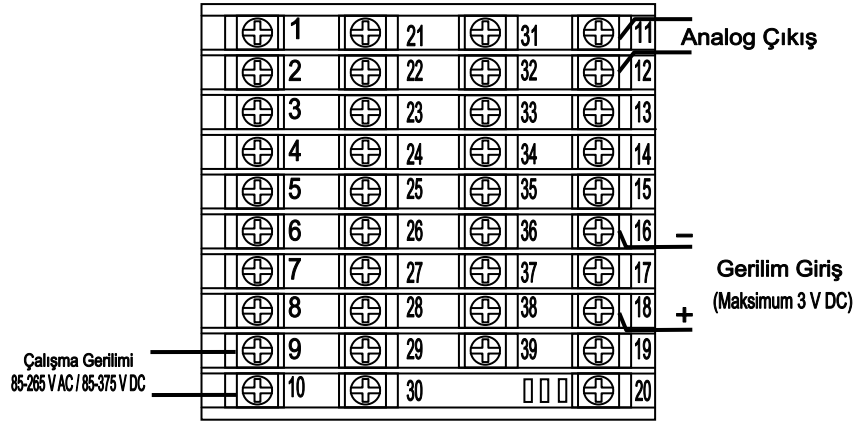 1 21 31 11
Analog Çıkış
2 22 32 12
3 23 33 13
4 24 34 14
5 25 35 15
6 26 36 16
–
7 27 37 17
Gerilim Giriş
(Maksimum 3 V DC)
8 28 38 18
+
9 29 39 19
Çalışma Gerilimi
85-265 V AC / 85-375 V DC
10 30 20